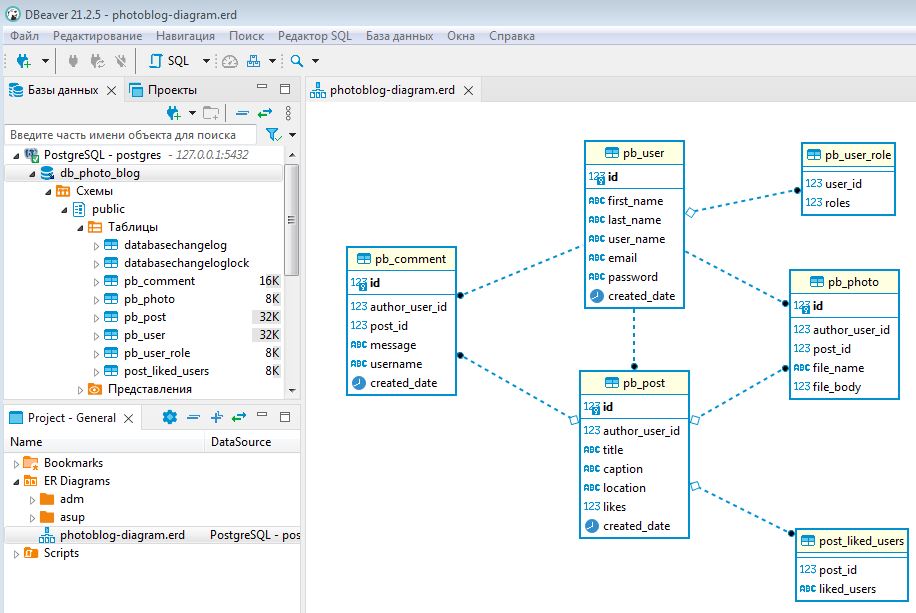 DBeaver 21.2.5 - photoblog-diagram.erd
Файл Редактирование Навигация Поиск Редактор SQL База данных Окна Справка
SQL
Базы данных Проекты
photoblog-diagram.erd
Введите часть имени объекта для поиска
PostgreSQL - postgres - 127.0.0.1:5432
db_photo_blog
Схемы
public
Таблицы
databasechangelog
databasechangeloglock
pb_comment 16K
pb_photo 8K
pb_post 32K
pb_user 32K
pb_user_role 8K
post_liked_users 8K
Представления
Project - General
Name DataSource
Bookmarks
ER Diagrams
adm
asup
photoblog-diagram.erd PostgreSQL - pos
Scripts
pb_comment
123 id
123 author_user_id
123 post_id
ABC message
ABC username
created_date
pb_user
123 id
ABC first_name
ABC last_name
ABC user_name
ABC email
ABC password
created_date
pb_user_role
123 user_id
123 roles
pb_photo
123 id
123 author_user_id
123 post_id
ABC file_name
123 file_body
pb_post
123 id
123 author_user_id
ABC title
ABC caption
ABC location
123 likes
created_date
post_liked_users
123 post_id
ABC liked_users